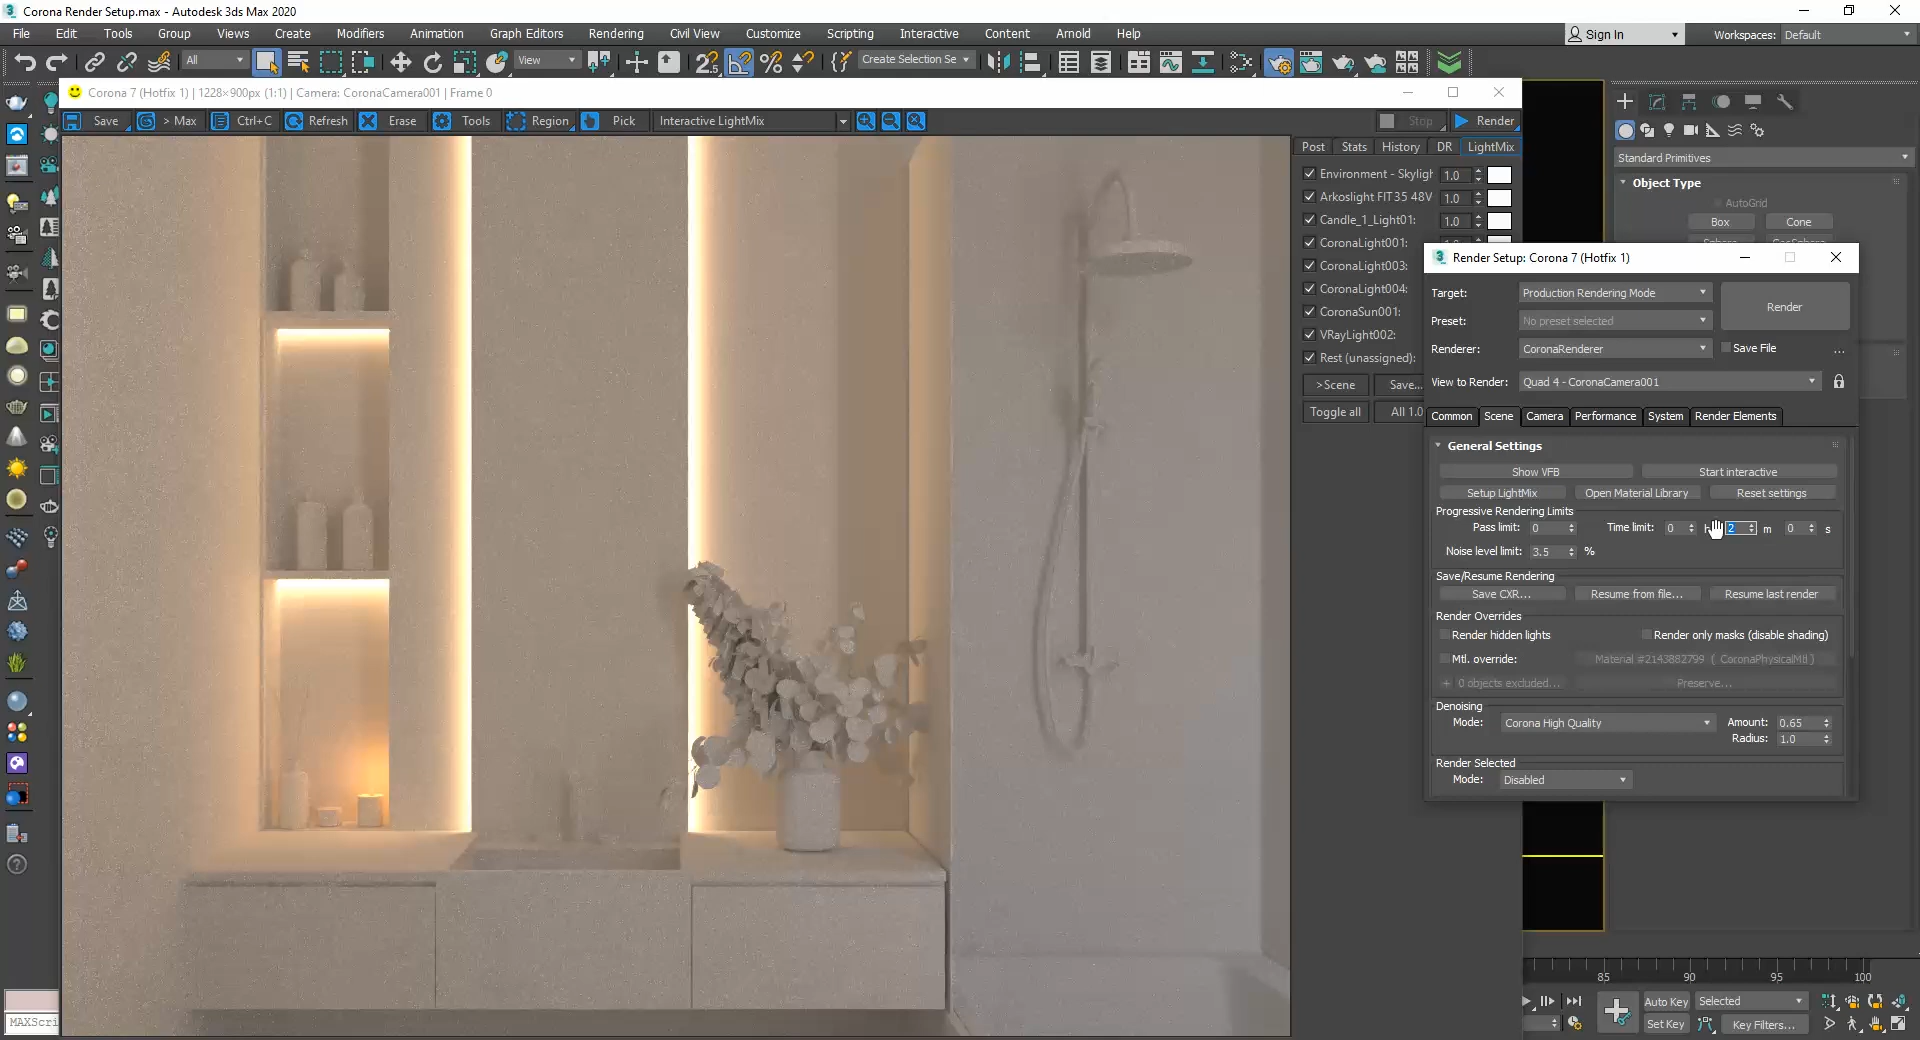 Corona Render Setup.max - Autodesk 3ds Max 2020
File Edit Tools Group Views Create Modifiers Animation Graph Editors Rendering Civil View Customize Scripting Interactive Content Arnold Help
Sign In
Workspaces: Default
All
View
Create Selection Se
Corona 7 (Hotfix 1) | 1228×900px (1:1) | Camera: CoronaCamera001 | Frame 0
Save > Max Ctrl+C Refresh Erase Tools Region Pick Interactive LightMix Stop Render
Post Stats History DR LightMix
Environment - Skyligh 1.0
Arkoslight FIT35 48V 1.0
Candle_1_Light01: 1.0
CoronaLight001:
CoronaLight003:
CoronaLight004:
CoronaSun001:
VRayLight002:
Rest (unassigned):
>Scene Save...
Toggle all All 1.0
Standard Primitives
Object Type
AutoGrid
Box Cone
Render Setup: Corona 7 (Hotfix 1)
Target: Production Rendering Mode
Render
Preset: No preset selected
Renderer: CoronaRenderer
Save File ...
View to Render: Quad 4 - CoronaCamera001
Common Scene Camera Performance System Render Elements
General Settings
Show VFB Start interactive
Setup LightMix Open Material Library Reset settings
Progressive Rendering Limits
Pass limit: 0 Time limit: 0 h 2 m 0 s
Noise level limit: 3.5 %
Save/Resume Rendering
Save CXR... Resume from file... Resume last render
Render Overrides
Render hidden lights Render only masks (disable shading)
Mtl. override: Material #2143882799 ( CoronaPhysicalMtl )
+ 0 objects excluded... Preserve...
Denoising
Mode: Corona High Quality Amount: 0.65
Radius: 1.0
Render Selected
Mode: Disabled
85 90 95 100
Auto Key Selected
Set Key Key Filters...
MAXScri